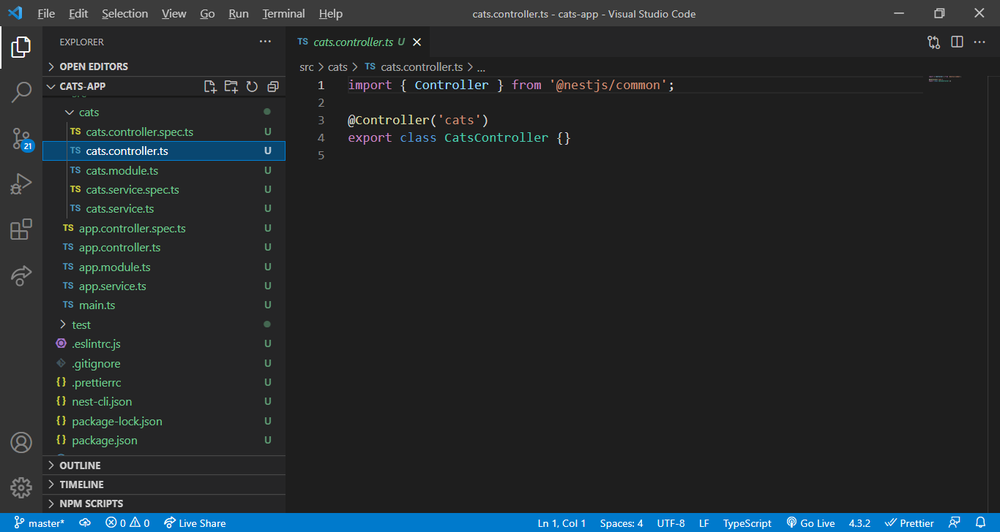 File Edit Selection View Go Run Terminal Help
cats.controller.ts - cats-app - Visual Studio Code
EXPLORER
OPEN EDITORS
CATS-APP
src
cats
TS cats.controller.spec.ts U
TS cats.controller.ts U
TS cats.module.ts U
TS cats.service.spec.ts U
TS cats.service.ts U
TS app.controller.spec.ts U
TS app.controller.ts U
TS app.module.ts U
TS app.service.ts U
TS main.ts U
test
.eslintrc.js U
.gitignore U
{} .prettierrc U
{} nest-cli.json U
{} package-lock.json U
{} package.json U
OUTLINE
TIMELINE
NPM SCRIPTS
21
TS cats.controller.ts U
src > cats > TS cats.controller.ts > ...
1 import { Controller } from '@nestjs/common';
2
3 @Controller('cats')
4 export class CatsController {}
5
master* 0 0 Live Share
Ln 1, Col 1 Spaces: 4 UTF-8 LF TypeScript Go Live 4.3.2 Prettier